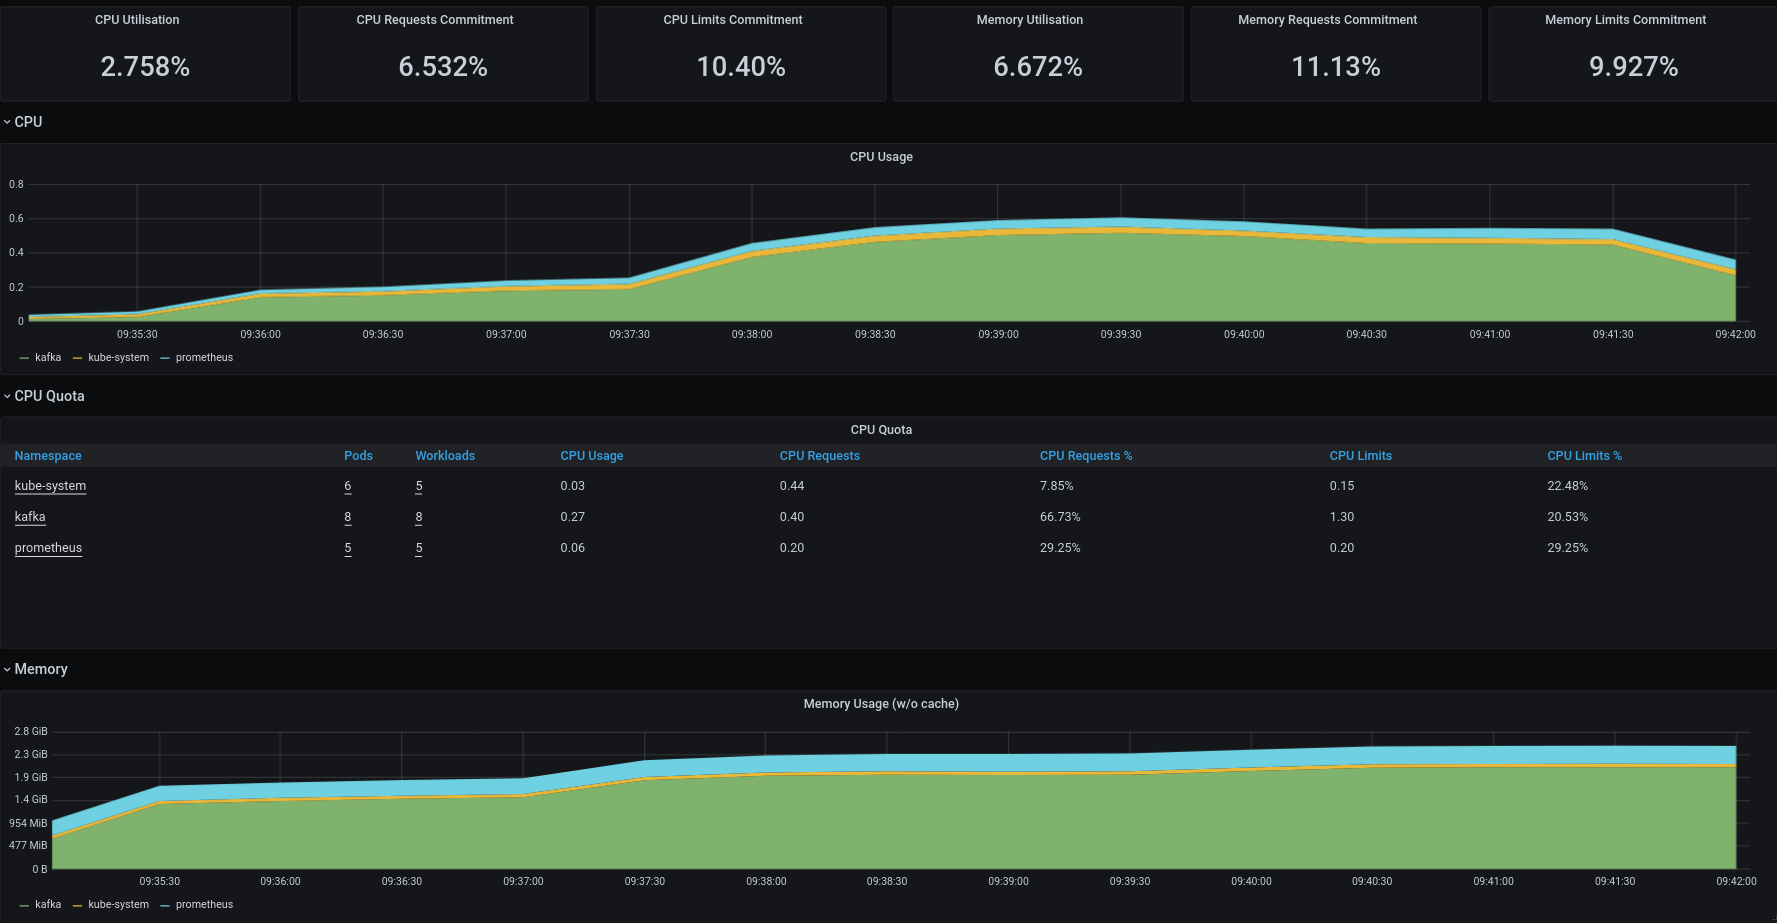 CPU Utilisation CPU Requests Commitment CPU Limits Commitment Memory Utilisation Memory Requests Commitment Memory Limits Commitment
2.758% 6.532% 10.40% 6.672% 11.13% 9.927%
CPU
CPU Usage
0.8
0.6
0.4
0.2
0
09:35:30 09:36:00 09:36:30 09:37:00 09:37:30 09:38:00 09:38:30 09:39:00 09:39:30 09:40:00 09:40:30 09:41:00 09:41:30 09:42:00
kafka kube-system prometheus
CPU Quota
CPU Quota
Namespace Pods Workloads CPU Usage CPU Requests CPU Requests % CPU Limits CPU Limits %
kube-system 6 5 0.03 0.44 7.85% 0.15 22.48%
kafka 8 8 0.27 0.40 66.73% 1.30 20.53%
prometheus 5 5 0.06 0.20 29.25% 0.20 29.25%
Memory
Memory Usage (w/o cache)
2.8 GiB
2.3 GiB
1.9 GiB
1.4 GiB
954 MiB
477 MiB
0 B
09:35:30 09:36:00 09:36:30 09:37:00 09:37:30 09:38:00 09:38:30 09:39:00 09:39:30 09:40:00 09:40:30 09:41:00 09:41:30 09:42:00
kafka kube-system prometheus